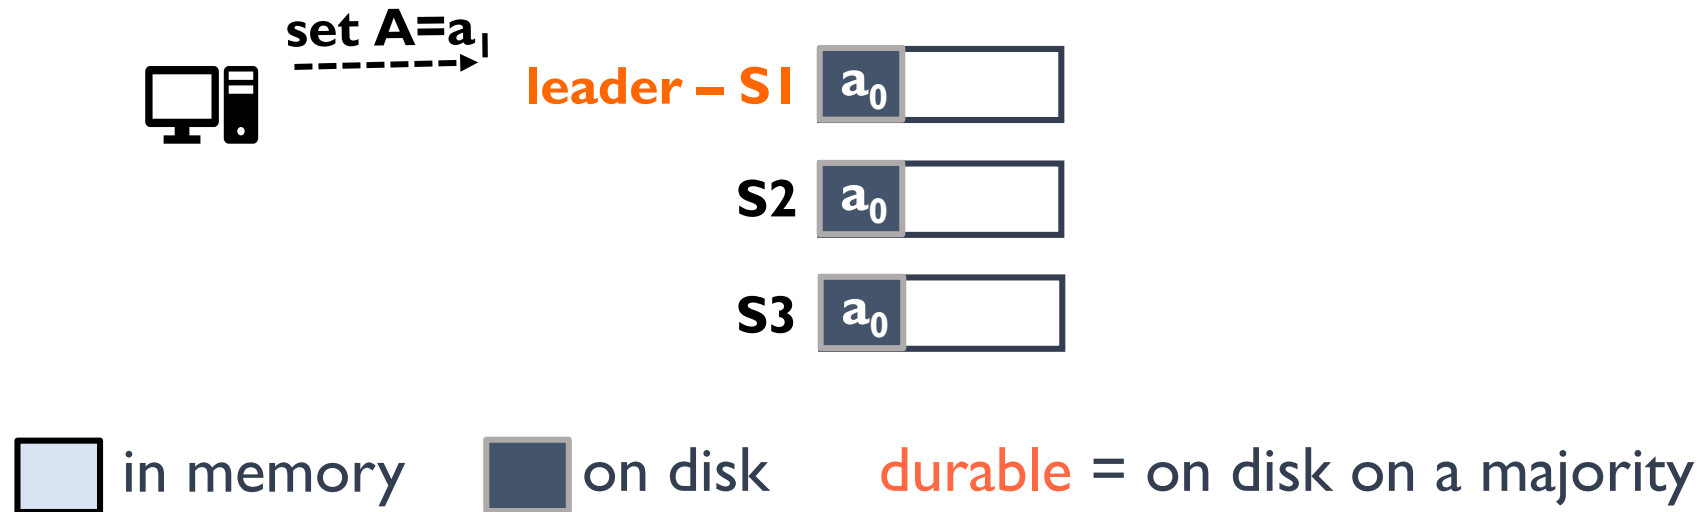 set A=a₁
leader – S1 a₀
S2 a₀
S3 a₀
in memory on disk durable = on disk on a majority